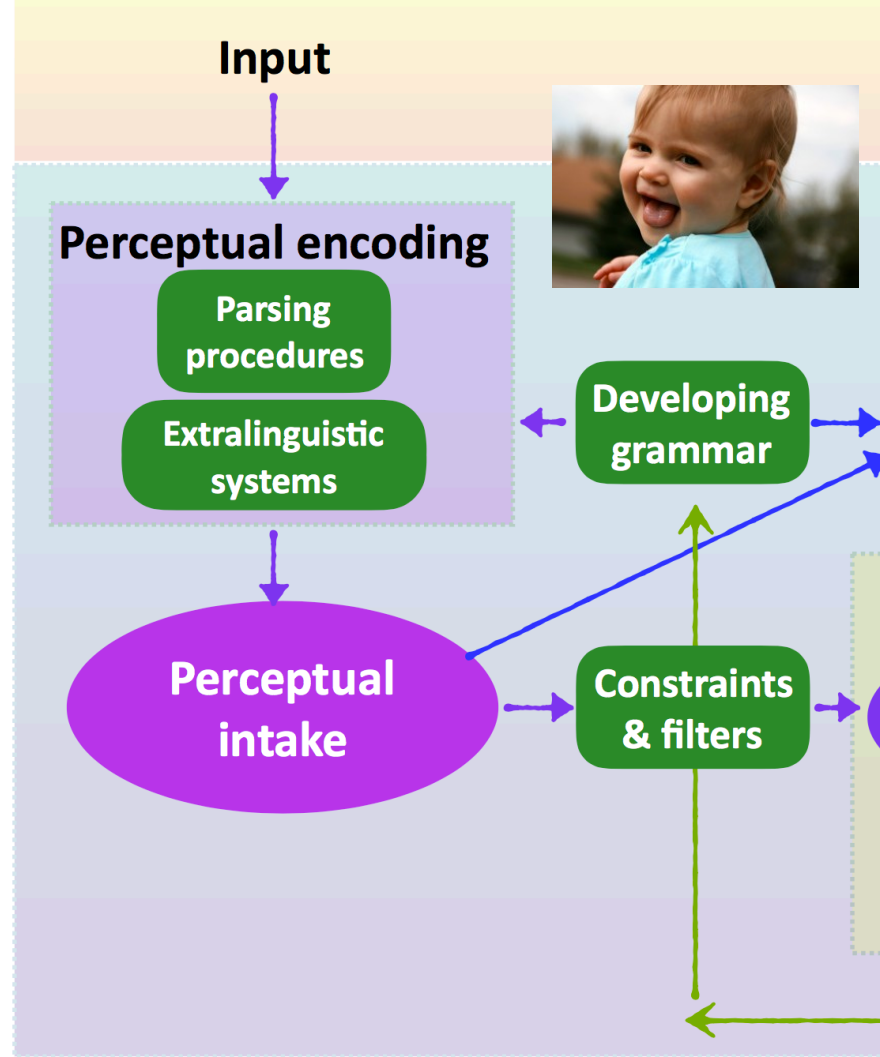 Input
Perceptual encoding
Parsing
procedures
Extralinguistic
systems
Developing
grammar
Perceptual
intake
Constraints
& filters